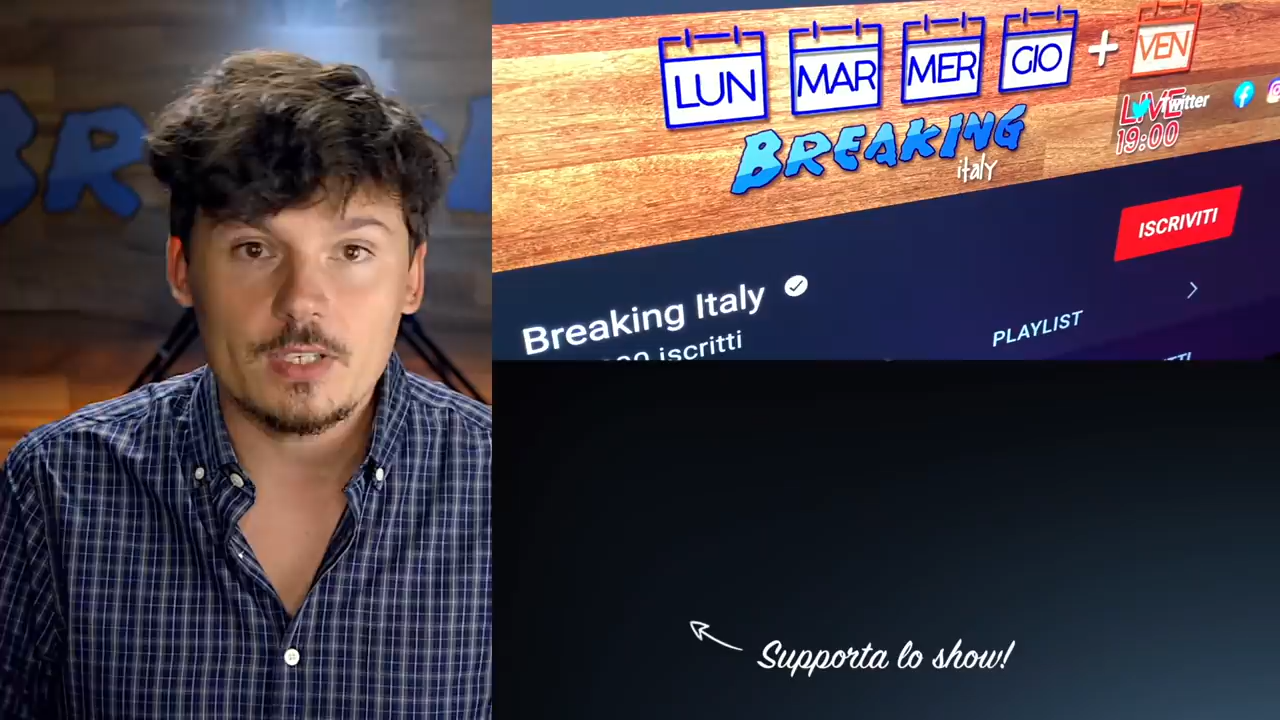 BR
LUN MAR MER GIO + VEN
BREAKING
italy
LIVE
19:00
Twitter
ISCRIVITI
Breaking Italy
iscritti
PLAYLIST
Supporta lo show!